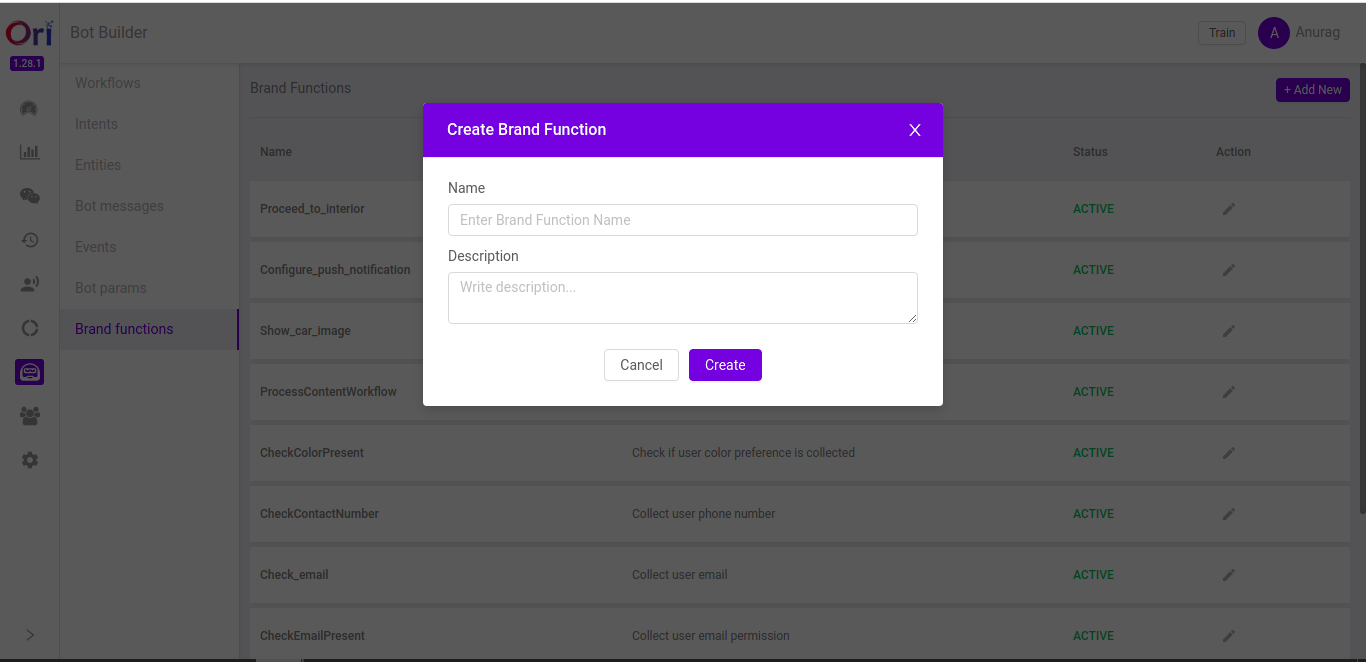 Ori
1.28.1
Bot Builder
Train
A
Anurag
Workflows
Intents
Entities
Bot messages
Events
Bot params
Brand functions
Brand Functions
+ Add New
Name
Status
Action
Create Brand Function
X
Name
Enter Brand Function Name
Description
Write description...
Cancel
Create
Proceed_to_interior
ACTIVE
Configure_push_notification
ACTIVE
Show_car_image
ACTIVE
ProcessContentWorkflow
ACTIVE
CheckColorPresent
Check if user color preference is collected
ACTIVE
CheckContactNumber
Collect user phone number
ACTIVE
Check_email
Collect user email
ACTIVE
CheckEmailPresent
Collect user email permission
ACTIVE